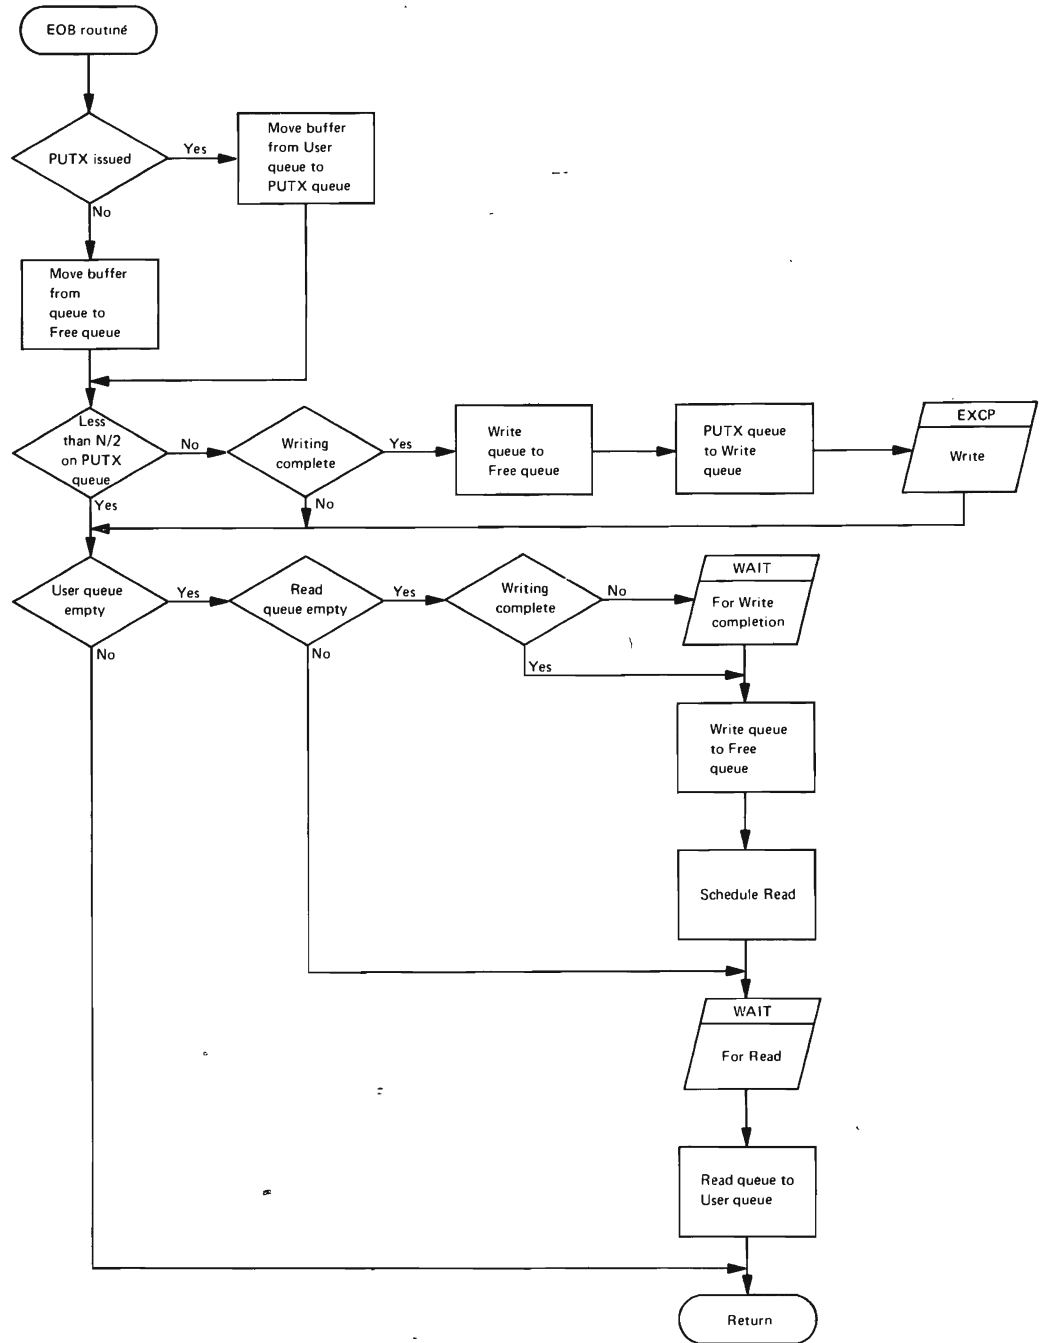 EOB routiné
PUTX issued
Yes
Move buffer
from User
queue to
PUTX queue
No
Move buffer
from
queue to
Free queue
Less
than N/2
on PUTX
queue
No
Writing
complete
Yes
Write
queue to
Free queue
PUTX queue
to Write
queue
EXCP
Write
Yes
No
User queue
empty
Yes
Read
queue empty
Yes
Writing
complete
No
WAIT
For Write
completion
No
No
Yes
Write queue
to Free
queue
Schedule Read
WAIT
For Read
Read queue to
User queue
Return